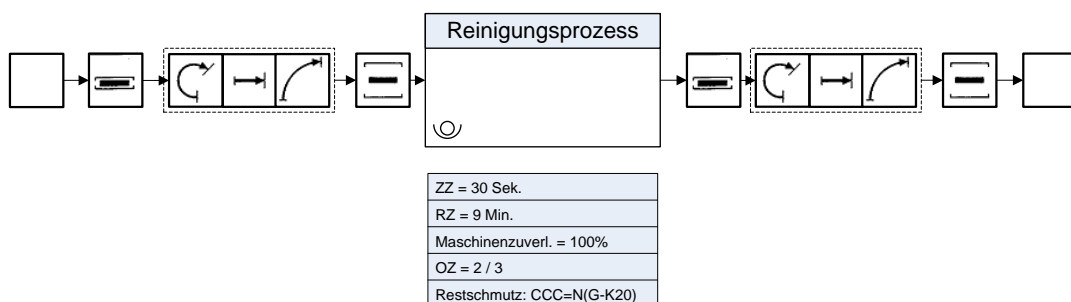 Reinigungsprozess
ZZ = 30 Sek.
RZ = 9 Min.
Maschinenzuverl. = 100%
OZ = 2 / 3
Restschmutz: CCC=N(G-K20)